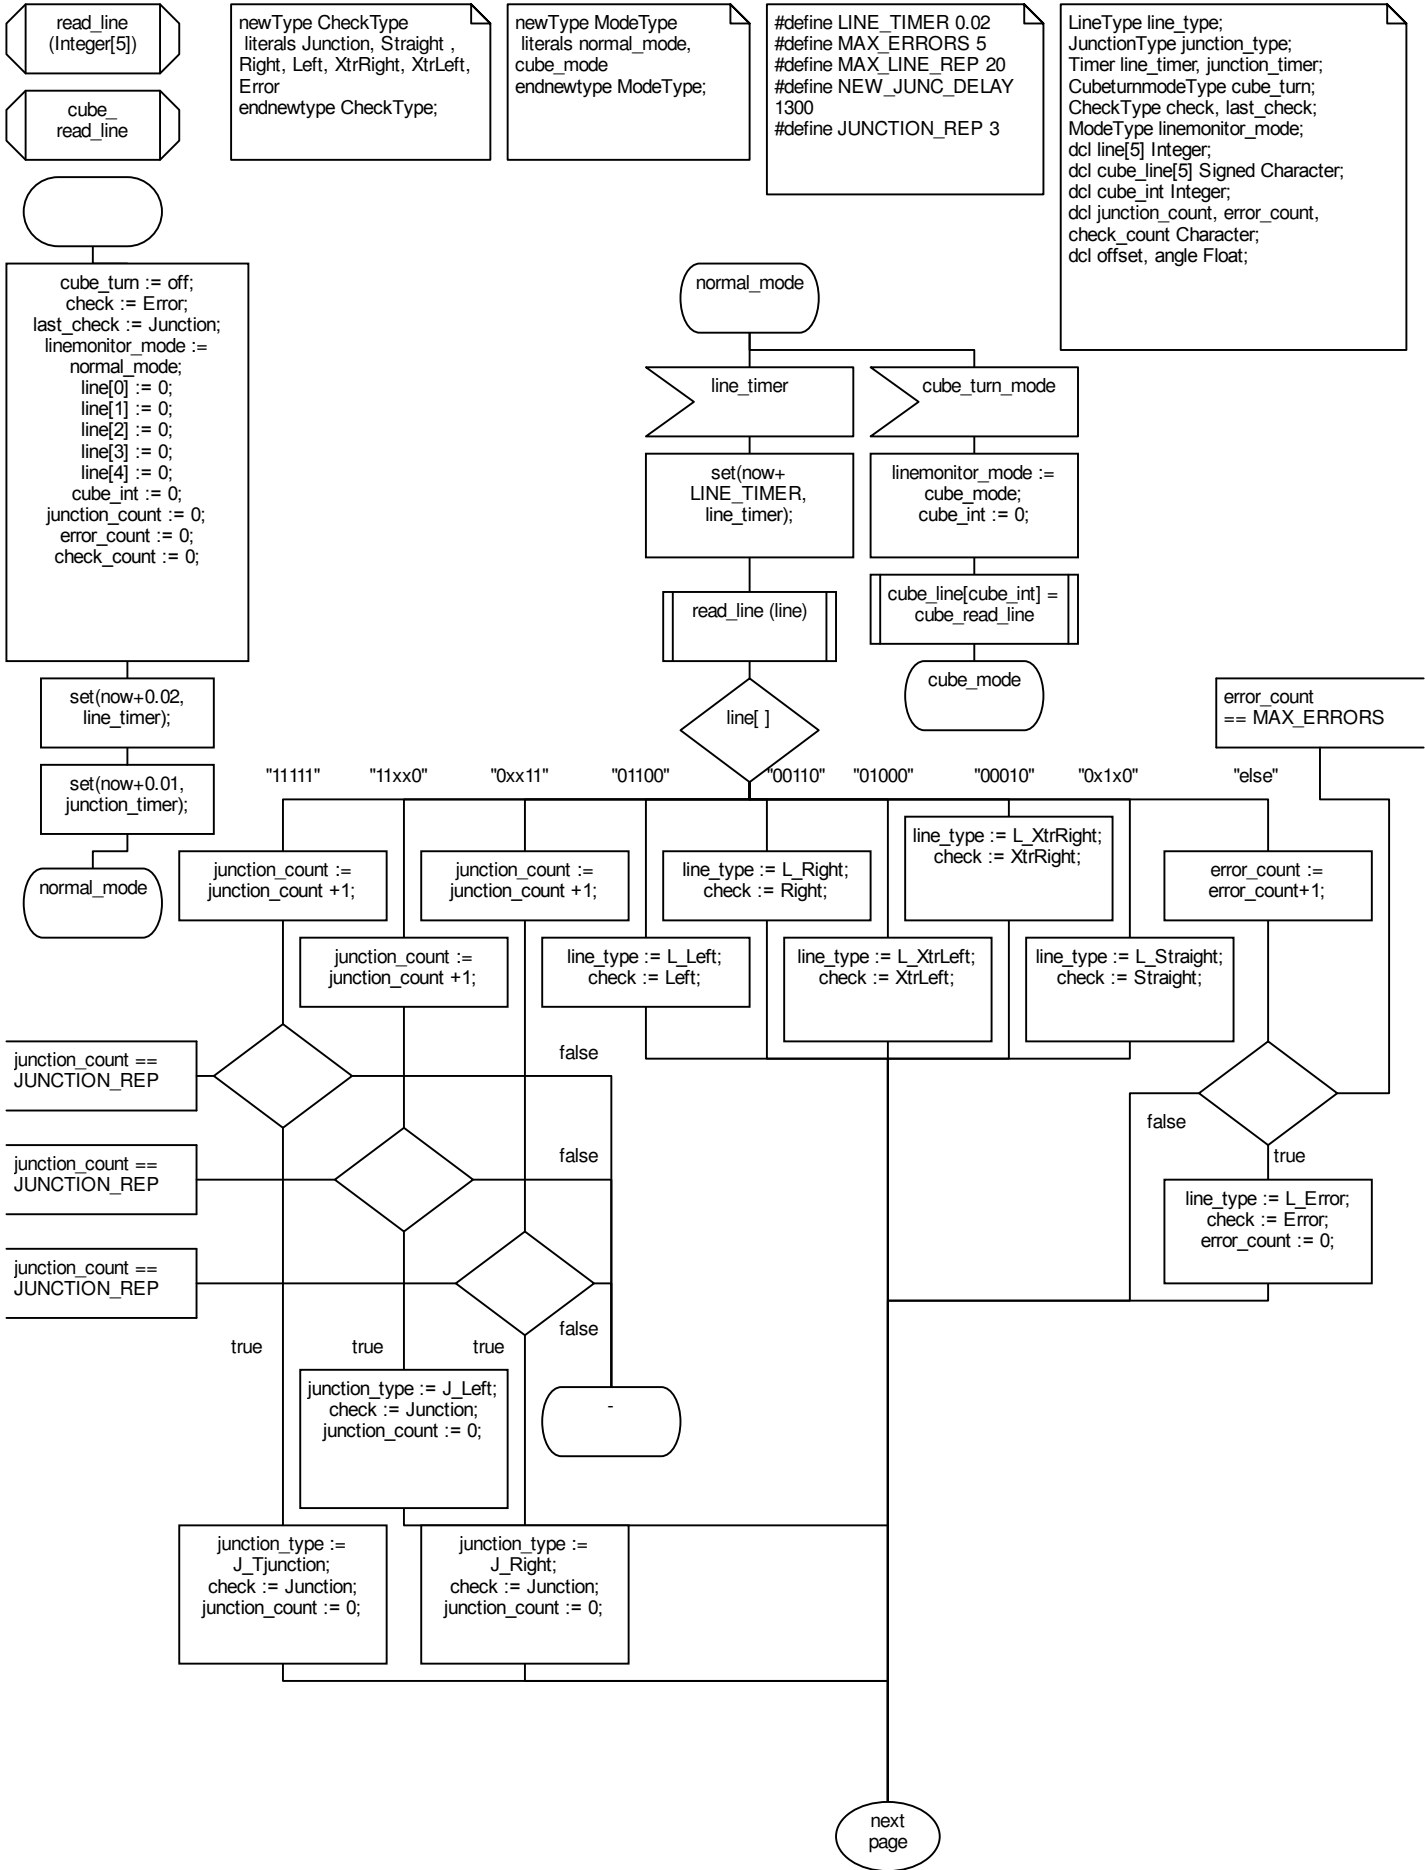 read_line
(Integer[5])
cube_
read_line
newType CheckType
literals Junction, Straight ,
Right, Left, XtrRight, XtrLeft,
Error
endnewtype CheckType;
newType ModeType
literals normal_mode,
cube_mode
endnewtype ModeType;
#define LINE_TIMER 0.02
#define MAX_ERRORS 5
#define MAX_LINE_REP 20
#define NEW_JUNC_DELAY
1300
#define JUNCTION_REP 3
LineType line_type;
JunctionType junction_type;
Timer line_timer, junction_timer;
CubeturnmodeType cube_turn;
CheckType check, last_check;
ModeType linemonitor_mode;
dcl line[5] Integer;
dcl cube_line[5] Signed Character;
dcl cube_int Integer;
dcl junction_count, error_count,
check_count Character;
dcl offset, angle Float;
cube_turn := off;
check := Error;
last_check := Junction;
linemonitor_mode :=
normal_mode;
line[0] := 0;
line[1] := 0;
line[2] := 0;
line[3] := 0;
line[4] := 0;
cube_int := 0;
junction_count := 0;
error_count := 0;
check_count := 0;
set(now+0.02,
line_timer);
set(now+0.01,
junction_timer);
normal_mode
normal_mode
line_timer
set(now+
LINE_TIMER,
line_timer);
read_line (line)
line[ ]
cube_turn_mode
linemonitor_mode :=
cube_mode;
cube_int := 0;
cube_line[cube_int] =
cube_read_line
cube_mode
error_count
== MAX_ERRORS
"11111"
"11xx0"
"0xx11"
"01100"
"00110"
"01000"
"00010"
"0x1x0"
"else"
junction_count :=
junction_count +1;
junction_count :=
junction_count +1;
junction_count :=
junction_count +1;
line_type := L_Left;
check := Left;
line_type := L_Right;
check := Right;
line_type := L_XtrLeft;
check := XtrLeft;
line_type := L_XtrRight;
check := XtrRight;
line_type := L_Straight;
check := Straight;
error_count :=
error_count+1;
junction_count ==
JUNCTION_REP
false
junction_count ==
JUNCTION_REP
false
junction_count ==
JUNCTION_REP
false
false
true
line_type := L_Error;
check := Error;
error_count := 0;
true
true
true
junction_type := J_Left;
check := Junction;
junction_count := 0;
-
junction_type :=
J_Tjunction;
check := Junction;
junction_count := 0;
junction_type :=
J_Right;
check := Junction;
junction_count := 0;
next
page